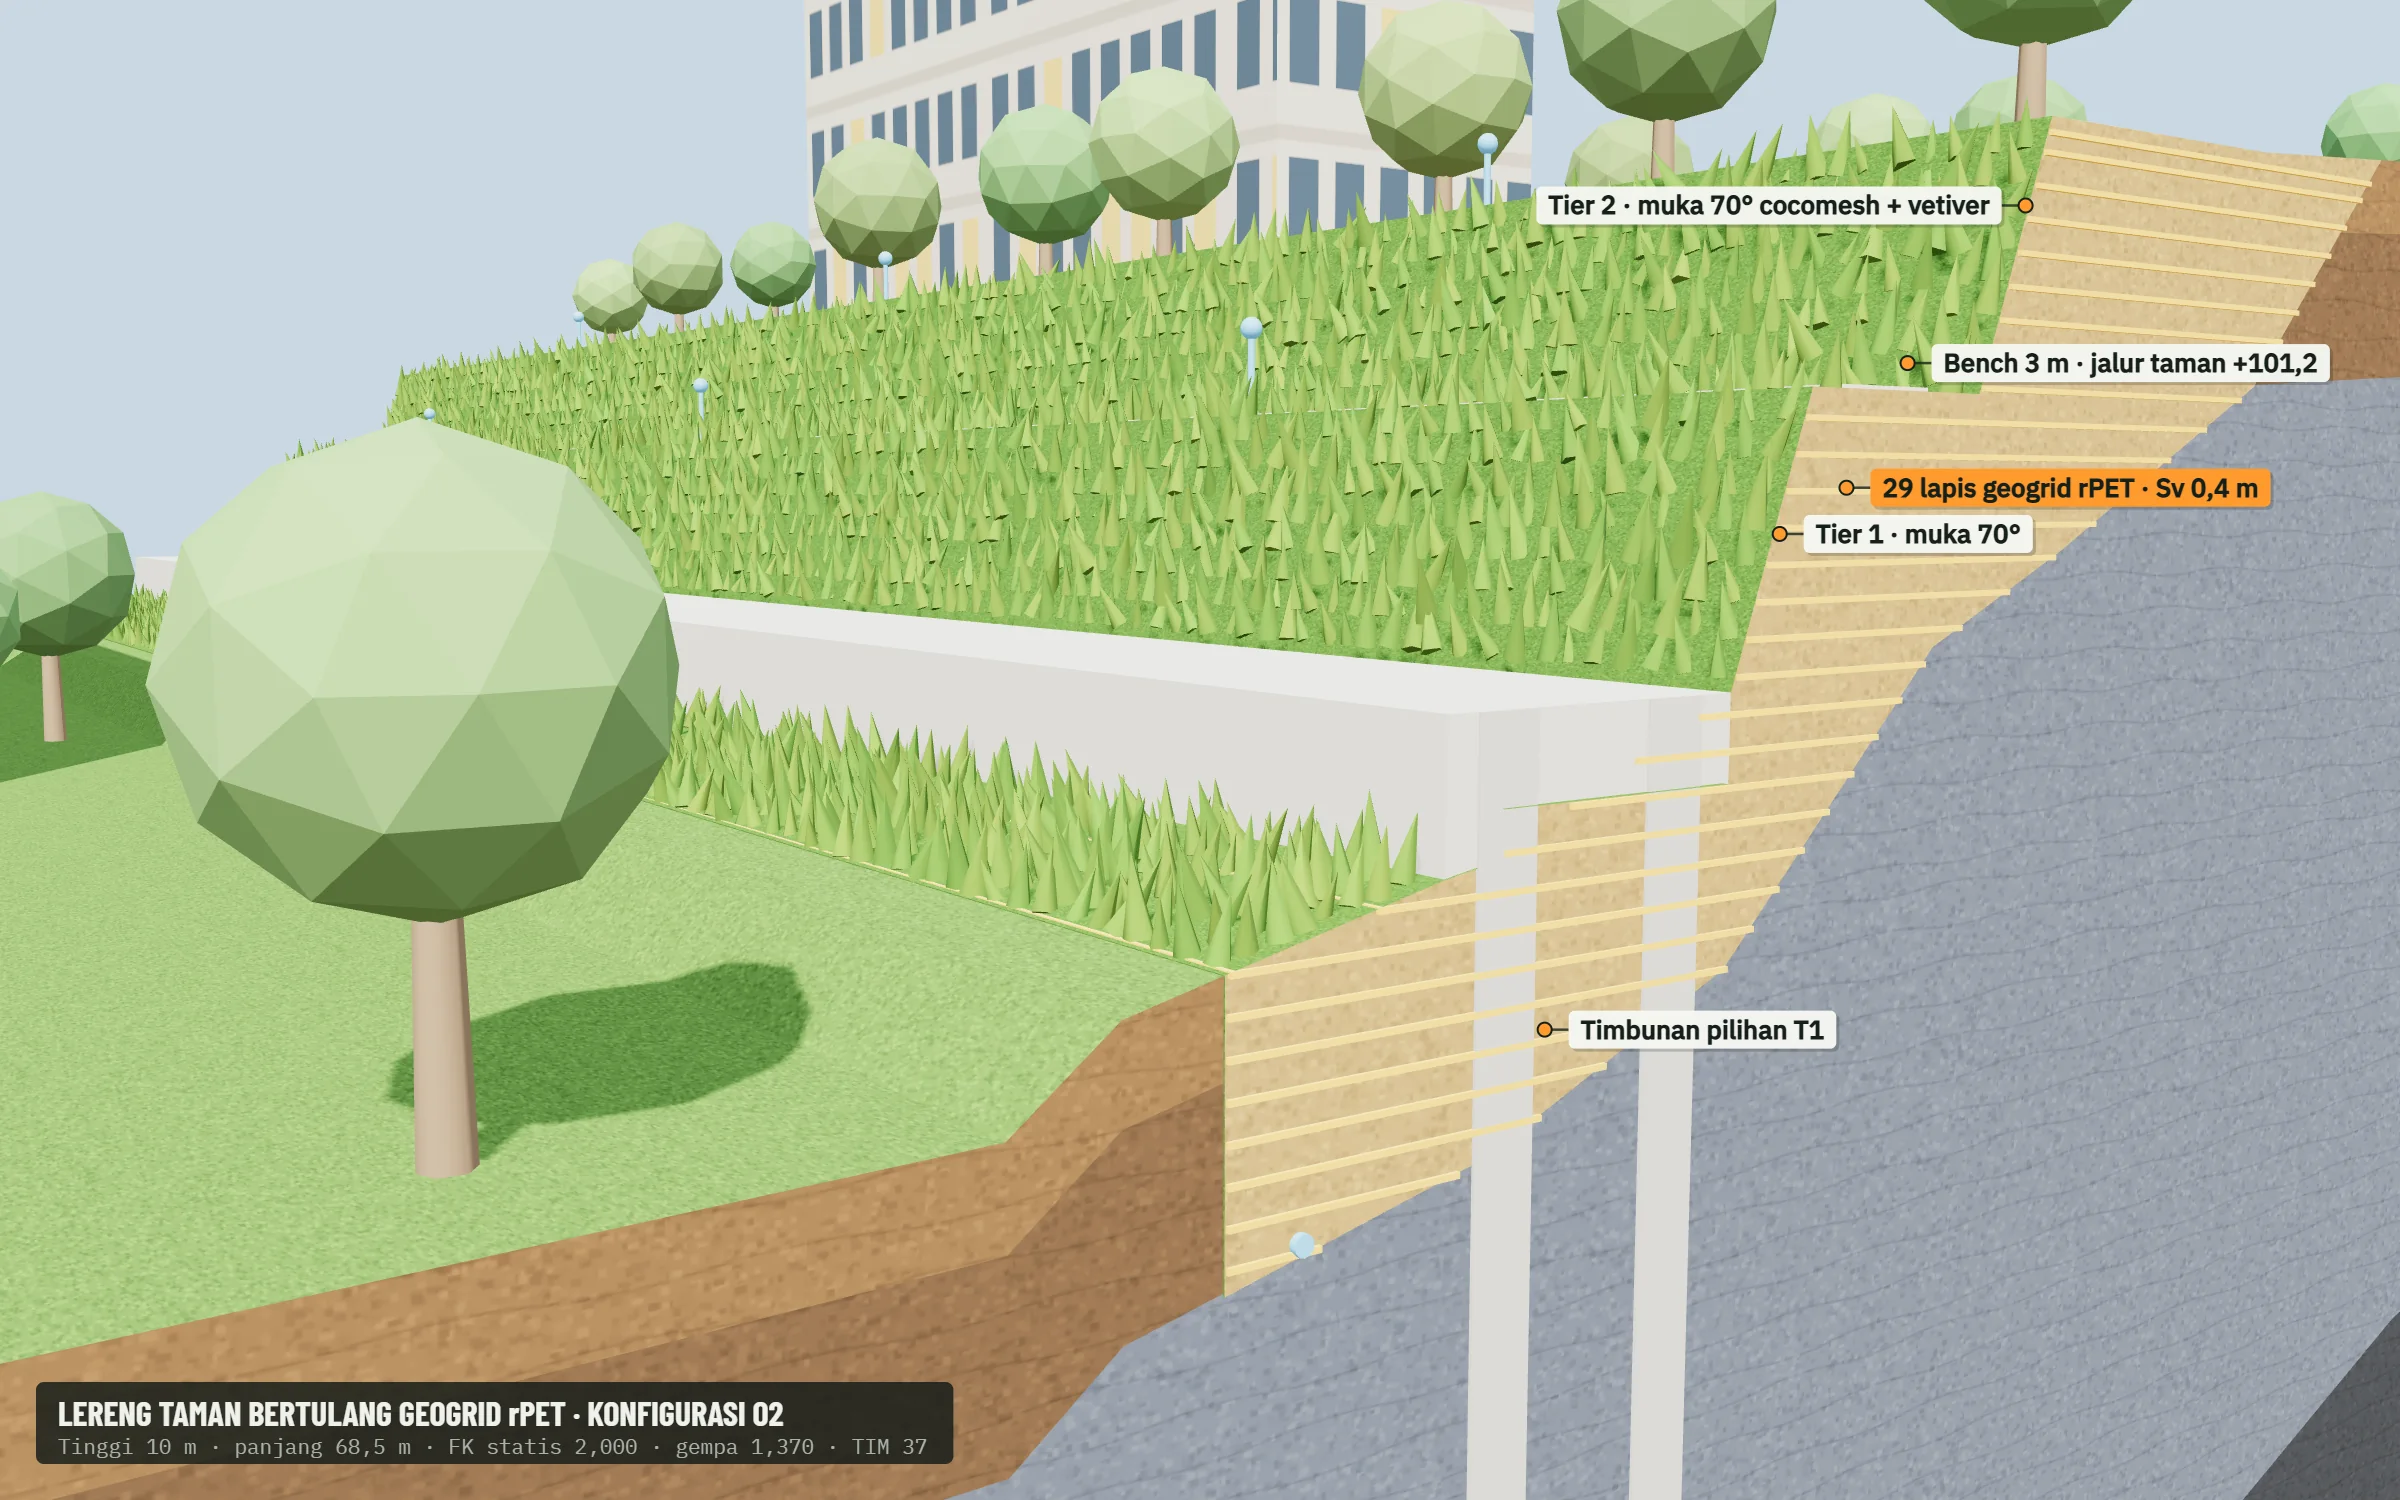 Tier 2 · muka 70° cocomesh + vetiver
Bench 3 m · jalur taman +101,2
29 lapis geogrid rPET · Sv 0,4 m
Tier 1 · muka 70°
Timbunan pilihan T1
LERENG TAMAN BERTULANG GEOGRID rPET · KONFIGURASI 02
Tinggi 10 m · panjang 68,5 m · FK statis 2,000 · gempa 1,370 · TIM 37